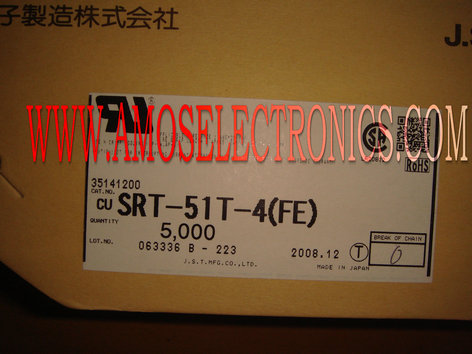 子製造株式会社
J.S
WWW.AMOSELECTRONICS.COM
RoHS
35141200
CAT.NO.
CU SRT-51T-4(FE)
QUANTITY 5,000
LOT.NO. 063336 B - 223 2008.12 T
BREAK OF CHAIN
0
MADE IN JAPAN
J.S.T.MFG.CO.,LTD.